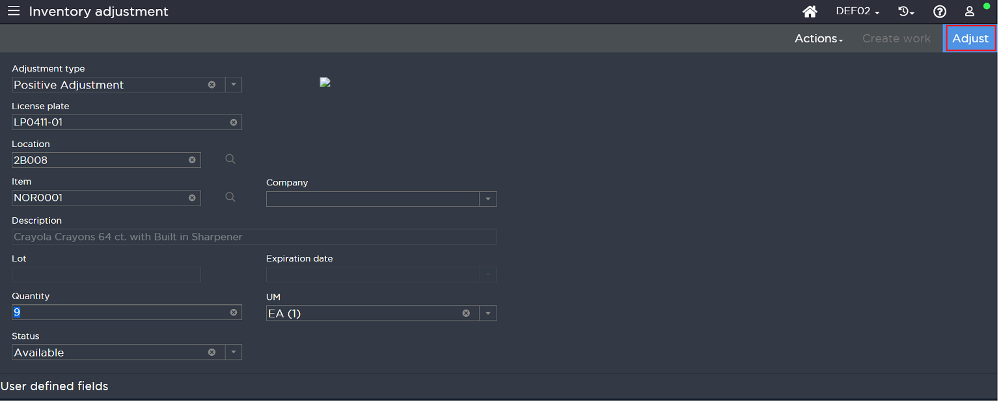 Inventory adjustment
DEF02
Actions
Create work
Adjust
Adjustment type
Positive Adjustment
License plate
LP0411-01
Location
2B008
Item
Company
NOR0001
Description
Crayola Crayons 64 ct. with Built in Sharpener
Lot
Expiration date
Quantity
UM
9
EA (1)
Status
Available
User defined fields